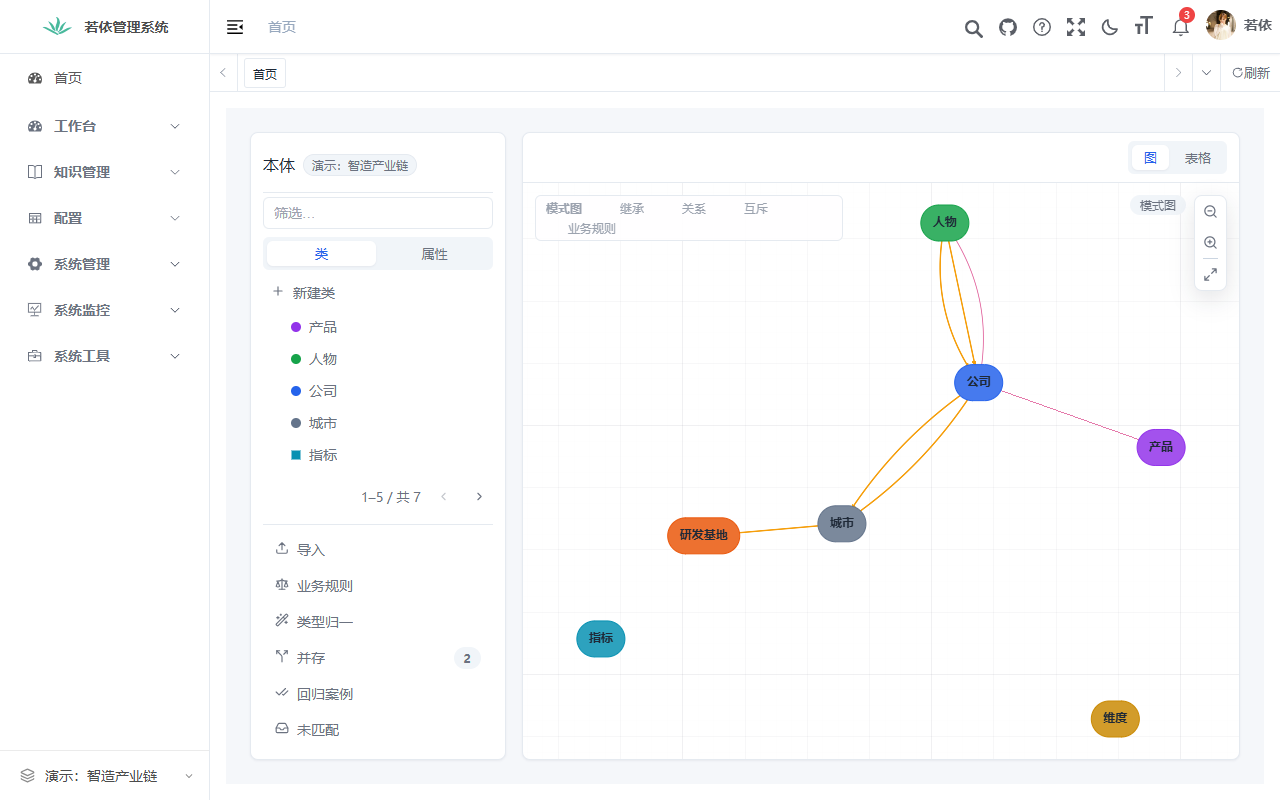 若依管理系统
首页
3
若依
首页
工作台
知识管理
配置
系统管理
系统监控
系统工具
演示：智造产业链
首页
刷新
本体
演示：智造产业链
筛选...
类
属性
新建类
产品
人物
公司
城市
指标
1–5 / 共 7
导入
业务规则
类型归一
并存
2
回归案例
未匹配
图
表格
模式图
继承
关系
互斥
业务规则
模式图
人物
公司
产品
城市
研发基地
指标
维度